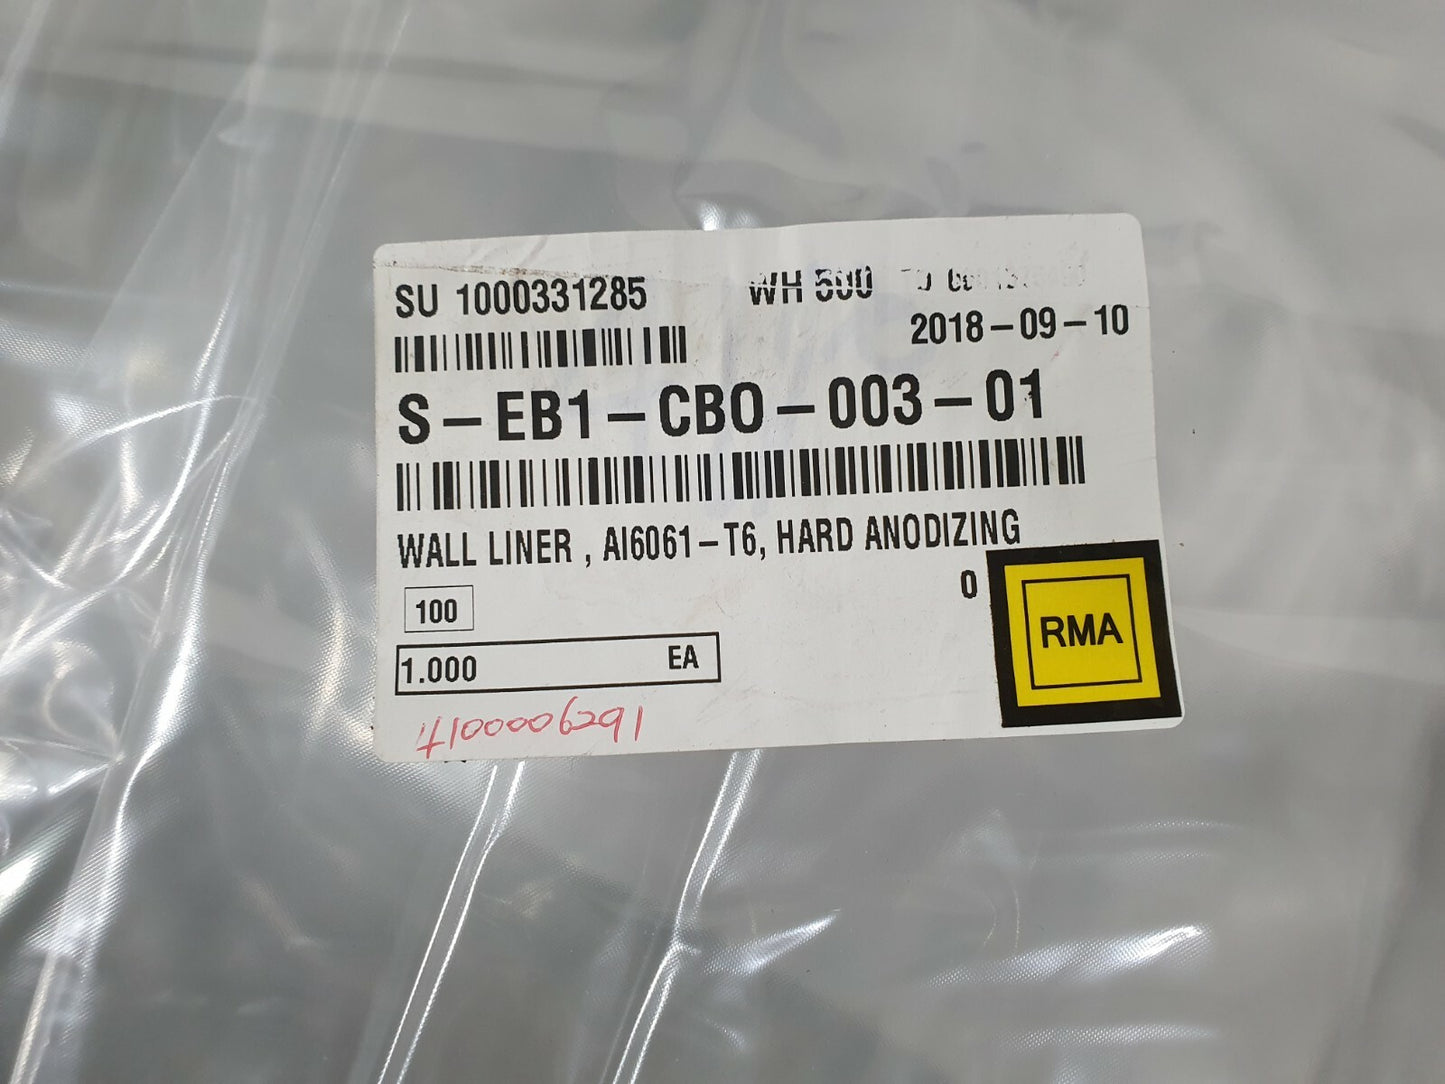 SU 1000331285 WH 500
2018-09-10
S-EB1-CBO-003-01
WALL LINER , Al6061-T6, HARD ANODIZING
0
100
RMA
1.000 EA
4100006291